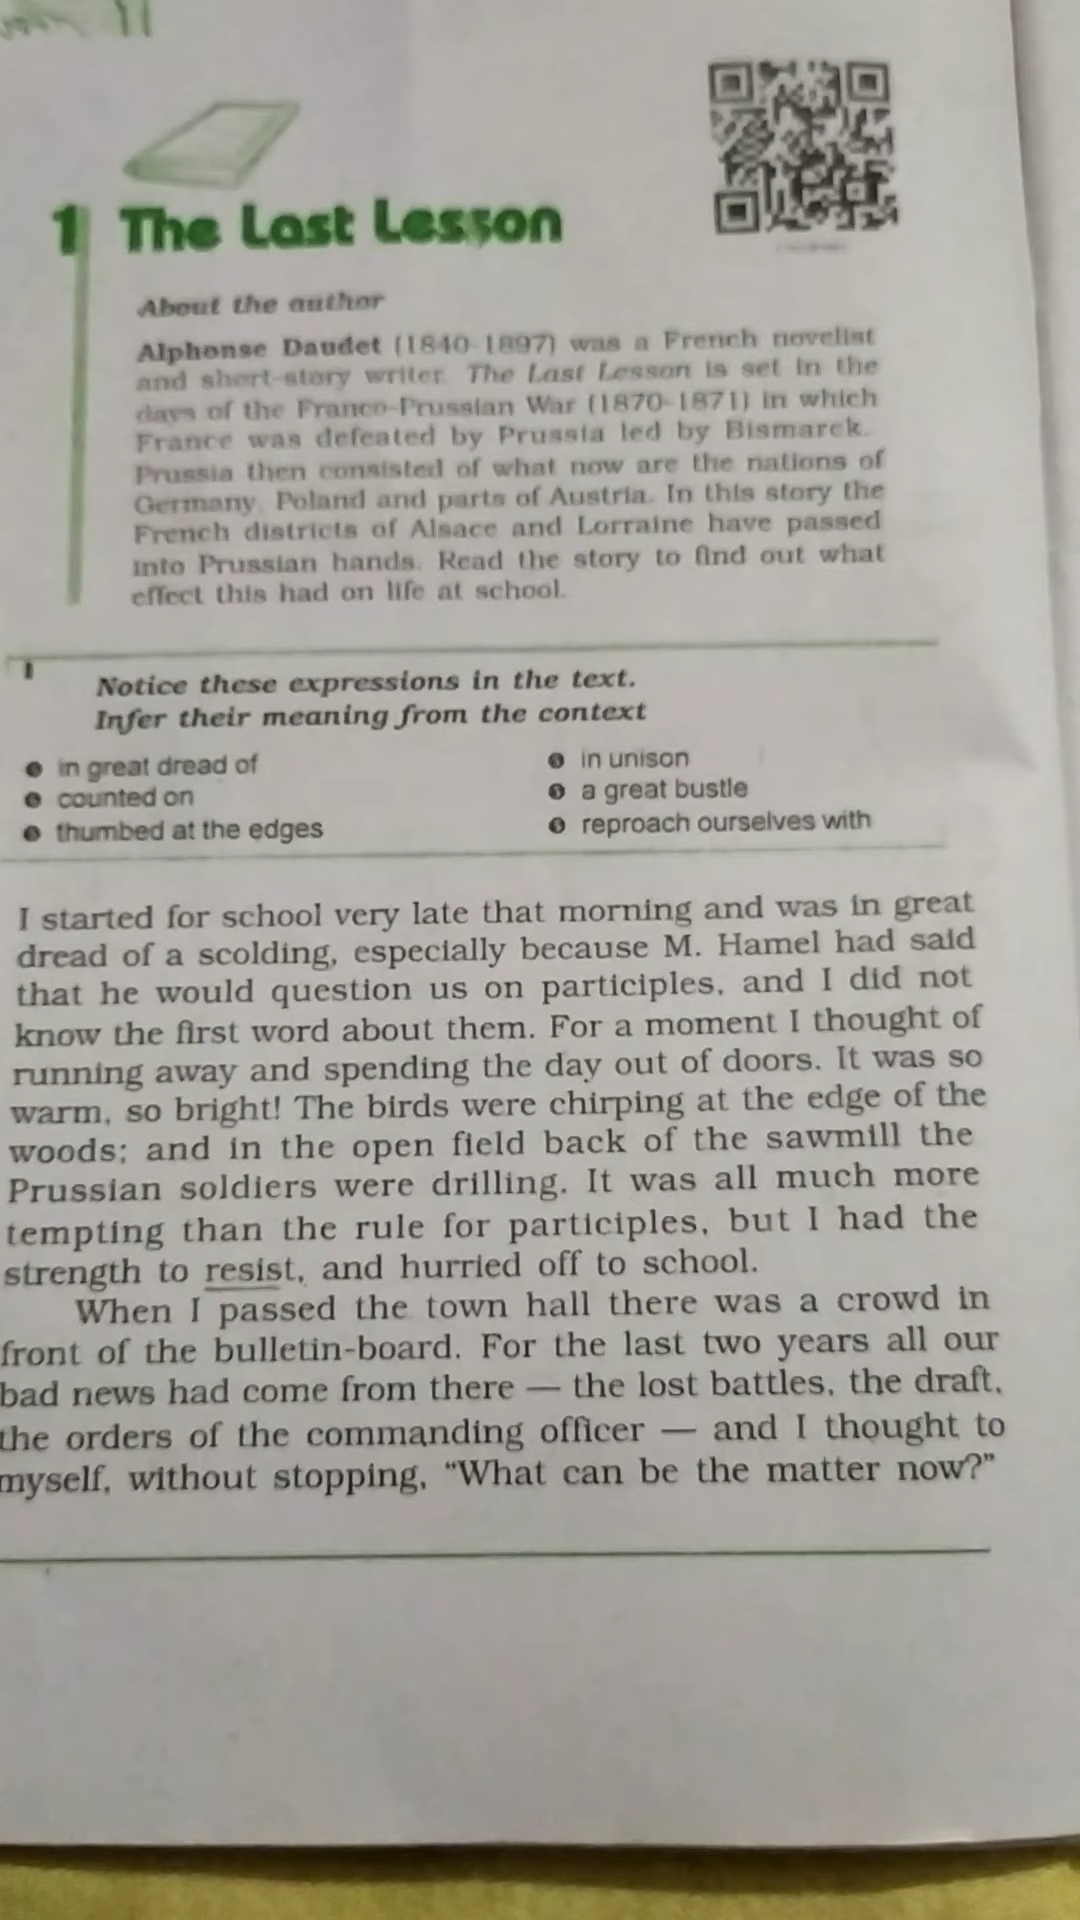 1 The Last Lesson
About the author
Alphonse Daudet (1840-1897) was a French novelist
and short-story writer. The Last Lesson is set in the
days of the Franco-Prussian War (1870-1871) in which
France was defeated by Prussia led by Bismarck.
Prussia then consisted of what now are the nations of
Germany, Poland and parts of Austria. In this story the
French districts of Alsace and Lorraine have passed
into Prussian hands. Read the story to find out what
effect this had on life at school.
Notice these expressions in the text.
Infer their meaning from the context
in great dread of
counted on
thumbed at the edges
in unison
a great bustle
reproach ourselves with
I started for school very late that morning and was in great
dread of a scolding, especially because M. Hamel had said
that he would question us on participles, and I did not
know the first word about them. For a moment I thought of
running away and spending the day out of doors. It was so
warm, so bright! The birds were chirping at the edge of the
woods; and in the open field back of the sawmill the
Prussian soldiers were drilling. It was all much more
tempting than the rule for participles, but I had the
strength to resist, and hurried off to school.
When I passed the town hall there was a crowd in
front of the bulletin-board. For the last two years all our
bad news had come from there — the lost battles, the draft,
the orders of the commanding officer — and I thought to
myself, without stopping, “What can be the matter now?”